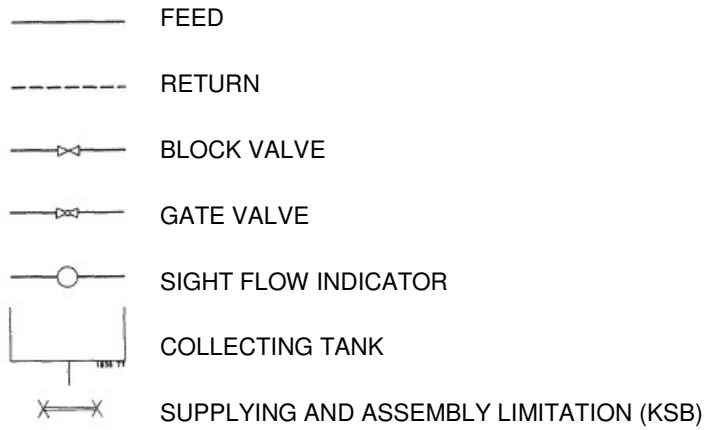 FEED
RETURN
BLOCK VALVE
GATE VALVE
SIGHT FLOW INDICATOR
COLLECTING TANK
SUPPLYING AND ASSEMBLY LIMITATION (KSB)